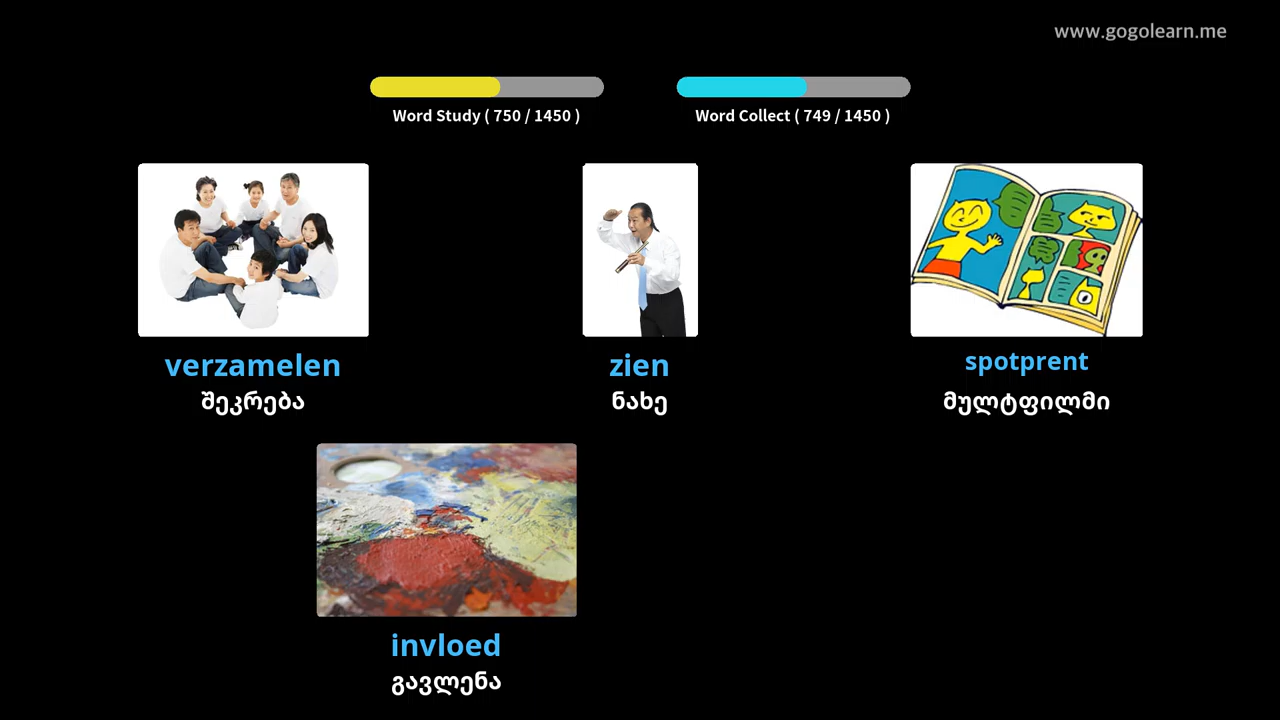 www.gogolearn.me
Word Study ( 750 / 1450 )
Word Collect ( 749 / 1450 )
verzamelen
შეკრება
zien
ნახე
spotprent
მულტფილმი
invloed
გავლენა